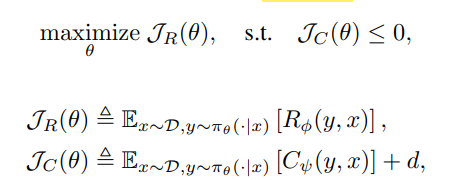 maximize 𝒥_R(θ), s.t. 𝒥_C(θ) ≤ 0,
θ
𝒥_R(θ) ≜ 𝔼_{x∼𝒟,y∼π_θ(·|x)} [R_ϕ(y, x)] ,
𝒥_C(θ) ≜ 𝔼_{x∼𝒟,y∼π_θ(·|x)} [C_ψ(y, x)] + d,